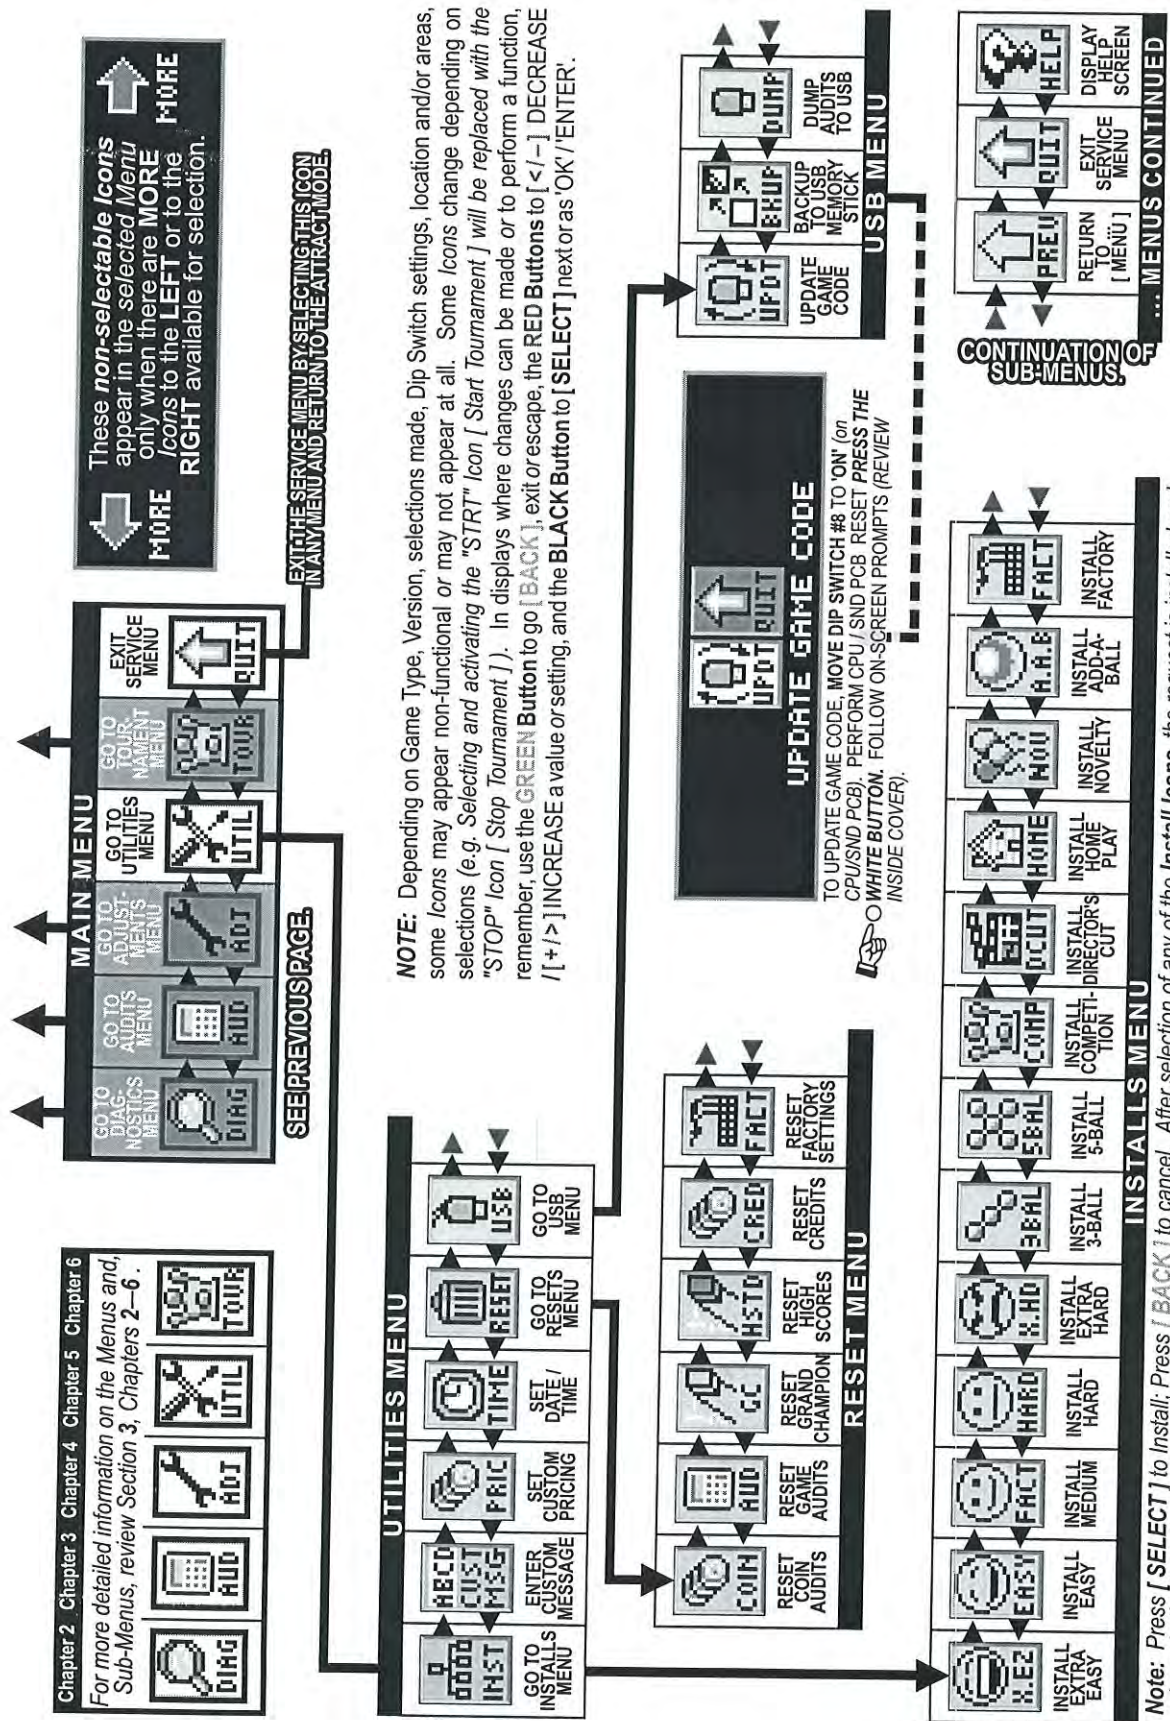 Chapter 2 Chapter 3 Chapter 4 Chapter 5 Chapter 6
For more detailed information on the Menus and,
Sub-Menus, review Section 3, Chapters 2–6 .
DIAG AUD ADJ UTIL TOUR
MAIN MENU
GO TO DIAG-NOSTICS MENU
GO TO AUDITS MENU
GO TO ADJUST-MENTS MENU
GO TO UTILITIES MENU
GO TO TOUR-NAMENT MENU
EXIT SERVICE MENU
DIAG AUD ADJ UTIL TOUR QUIT
SEE PREVIOUS PAGE.
EXIT THE SERVICE MENU BY SELECTING THIS ICON
IN ANY MENU AND RETURN TO THE ATTRACT MODE.
MORE
These non-selectable Icons
appear in the selected Menu
only when there are MORE
Icons to the LEFT or to the
RIGHT available for selection.
MORE
NOTE: Depending on Game Type, Version, selections made, Dip Switch settings, location and/or areas,
some Icons may appear non-functional or may not appear at all. Some Icons change depending on
selections (e.g. Selecting and activating the "STRT" Icon [ Start Tournament ] will be replaced with the
"STOP" Icon [ Stop Tournament ] ). In displays where changes can be made or to perform a function,
remember, use the GREEN Button to go [ BACK ], exit or escape, the RED Buttons to [ < / – ] DECREASE
/ [ + / > ] INCREASE a value or setting, and the BLACK Button to [ SELECT ] next or as 'OK' / 'ENTER'.
UTILITIES MENU
INST
ABCD CUST MSG
PRIC
TIME
RESET
USB
GO TO INSTALLS MENU
ENTER CUSTOM MESSAGE
SET CUSTOM PRICING
SET DATE / TIME
GO TO RESETS MENU
GO TO USB MENU
COIN AUD GC HSTD CRED FACT
RESET COIN AUDITS
RESET GAME AUDITS
RESET GRAND CHAMPION
RESET HIGH SCORES
RESET CREDITS
RESET FACTORY SETTINGS
RESET MENU
UPDT QUIT
UPDATE GAME CODE
TO UPDATE GAME CODE, MOVE DIP SWITCH #8 TO 'ON' (on
CPU/SND PCB). PERFORM CPU / SND PCB RESET PRESS THE
WHITE BUTTON. FOLLOW ON-SCREEN PROMPTS (REVIEW
INSIDE COVER).
UPDT BKUP DUMP
UPDATE GAME CODE
BACKUP TO USB MEMORY STICK
DUMP AUDITS TO USB
USB MENU
X.EZ EASY FACT HARD X.HD 3BAL 5BAL COMP DCUT HOME NOV A.A.B FACT
INSTALL EXTRA EASY
INSTALL EASY
INSTALL MEDIUM
INSTALL HARD
INSTALL EXTRA HARD
INSTALL 3-BALL
INSTALL 5-BALL
INSTALL COMPETI-TION
INSTALL DIRECTOR'S CUT
INSTALL HOME PLAY
INSTALL NOVELTY
INSTALL ADD-A-BALL
INSTALL FACTORY
INSTALLS MENU
CONTINUATION OF
SUB-MENUS.
PREV QUIT HELP
RETURN TO... [ MENU ]
EXIT SERVICE MENU
DISPLAY HELP SCREEN
... MENUS CONTINUED
Note: Press [ SELECT ] to Install; Press [ BACK ] to cancel. After selection of any of the Install Icons,